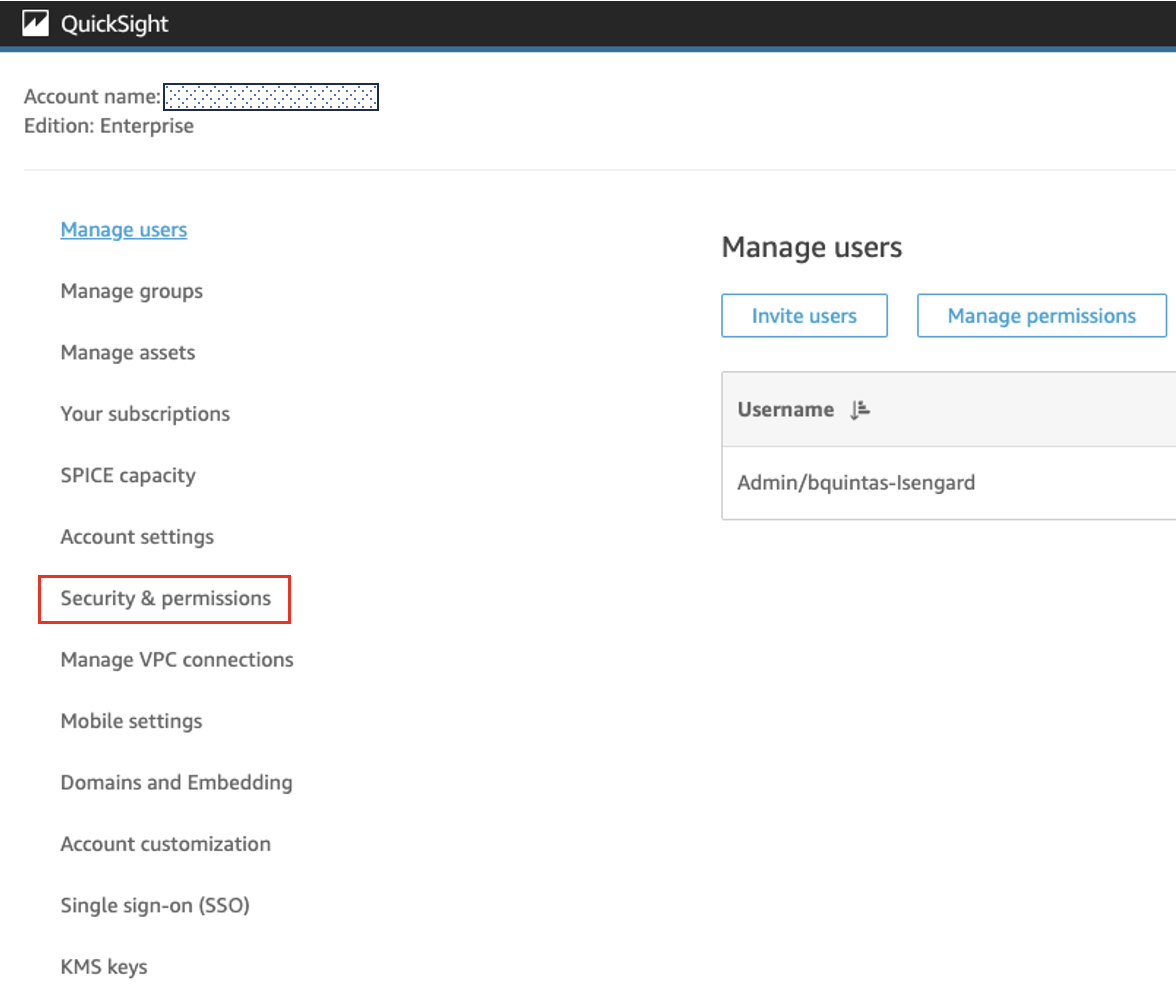 QuickSight
Account name:
Edition: Enterprise
Manage users
Manage groups
Manage assets
Your subscriptions
SPICE capacity
Account settings
Security & permissions
Manage VPC connections
Mobile settings
Domains and Embedding
Account customization
Single sign-on (SSO)
KMS keys
Manage users
Invite users
Manage permissions
Username
Admin/bquintas-Isengard